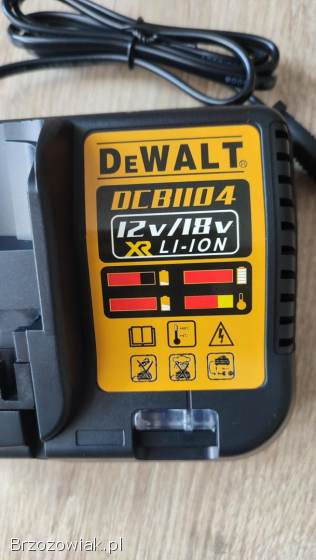 DEWALT®
DCB1104
12v/18v
XR LI-ION
Brzozowiak.pl